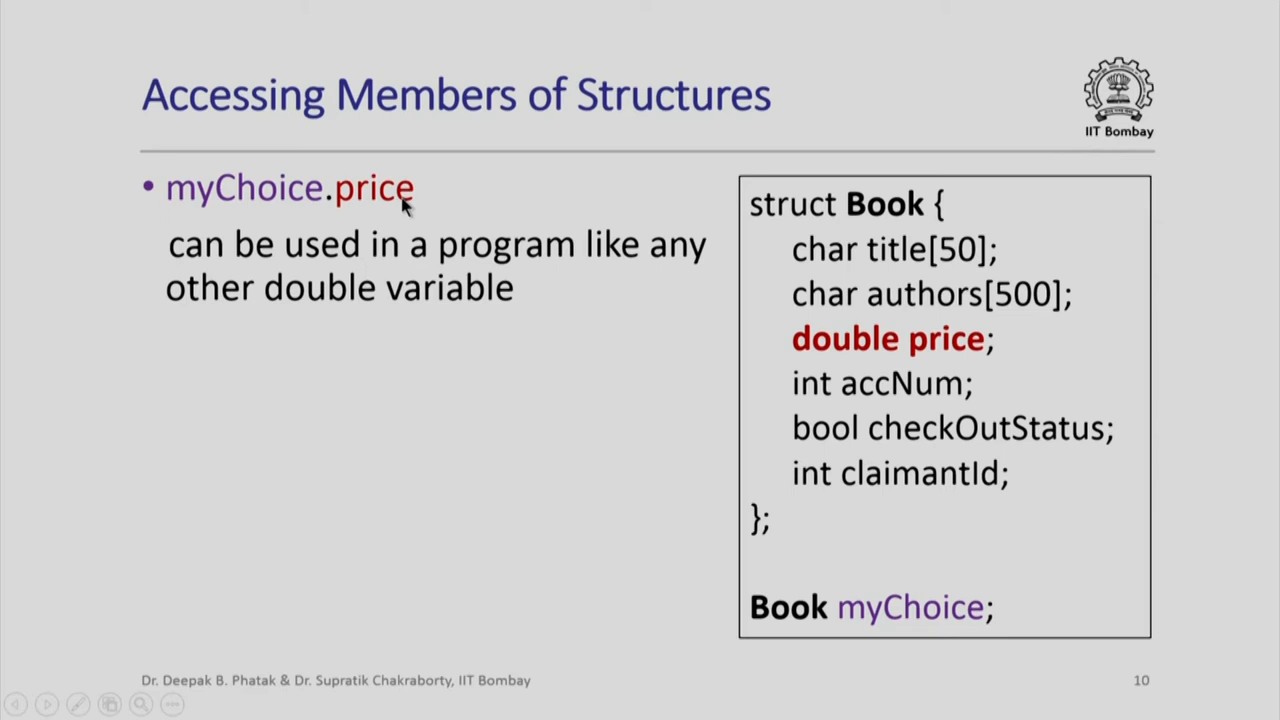 Accessing Members of Structures
IIT Bombay
• myChoice.price
can be used in a program like any
other double variable
struct Book {
char title[50];
char authors[500];
double price;
int accNum;
bool checkOutStatus;
int claimantId;
};
Book myChoice;
Dr. Deepak B. Phatak & Dr. Supratik Chakraborty, IIT Bombay
10